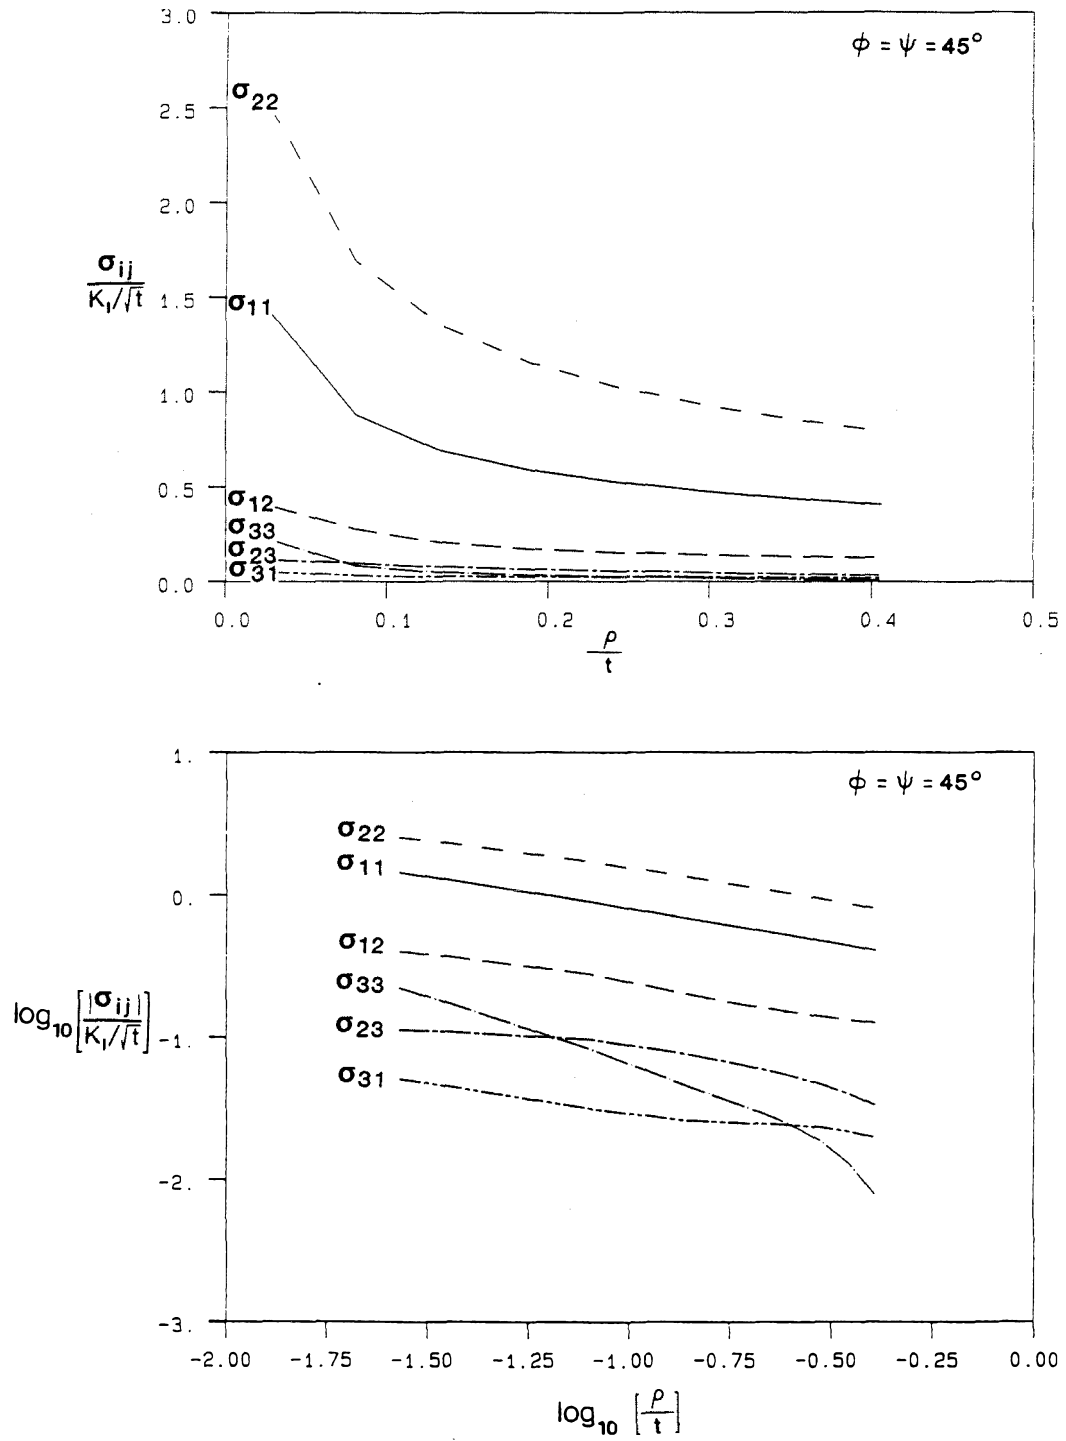 3.0
ϕ = ψ = 45°
σ22
2.5
2.0
σij
K₁/√t
1.5
σ11
1.0
0.5
σ12
σ33
σ23
σ31
0.0
0.0 0.1 0.2 0.3 0.4 0.5
ρ
t
1.
ϕ = ψ = 45°
σ22
σ11
0.
σ12
σ33
log₁₀[|σij| / K₁/√t]
-1.
σ23
σ31
-2.
-3.
-2.00 -1.75 -1.50 -1.25 -1.00 -0.75 -0.50 -0.25 0.00
log₁₀ [ρ/t]